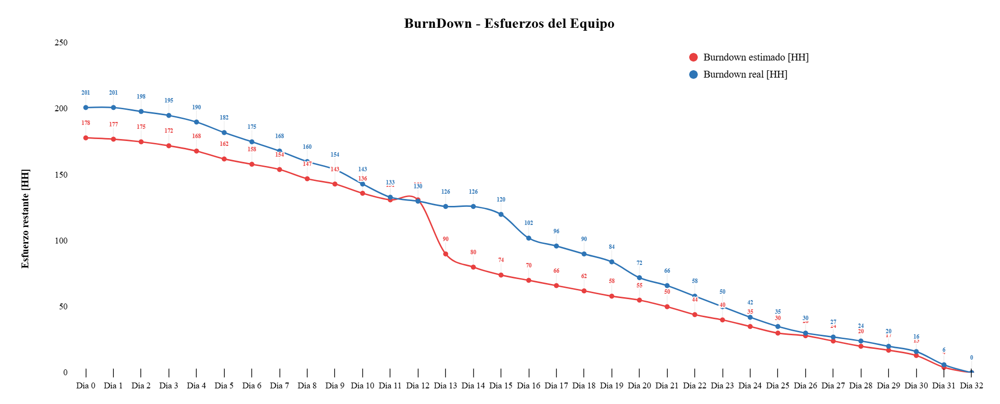 BurnDown - Esfuerzos del Equipo
250
Burndown estimado [HH]
Burndown real [HH]
200
150
100
50
0
Esfuerzo restante [HH]
201 201 198 195 190 182 175 168 160 154 143 133 130 126 126 120 102 96 90 84 72 66 58 50 42 35 30 27 24 20 16 6 0
178 177 175 172 168 162 158 154 147 143 136 90 80 74 70 66 62 58 55 50 44 40 35 30 24 20 17 13
Día 0 Día 1 Día 2 Día 3 Día 4 Día 5 Día 6 Día 7 Día 8 Día 9 Día 10 Día 11 Día 12 Día 13 Día 14 Día 15 Día 16 Día 17 Día 18 Día 19 Día 20 Día 21 Día 22 Día 23 Día 24 Día 25 Día 26 Día 27 Día 28 Día 29 Día 30 Día 31 Día 32